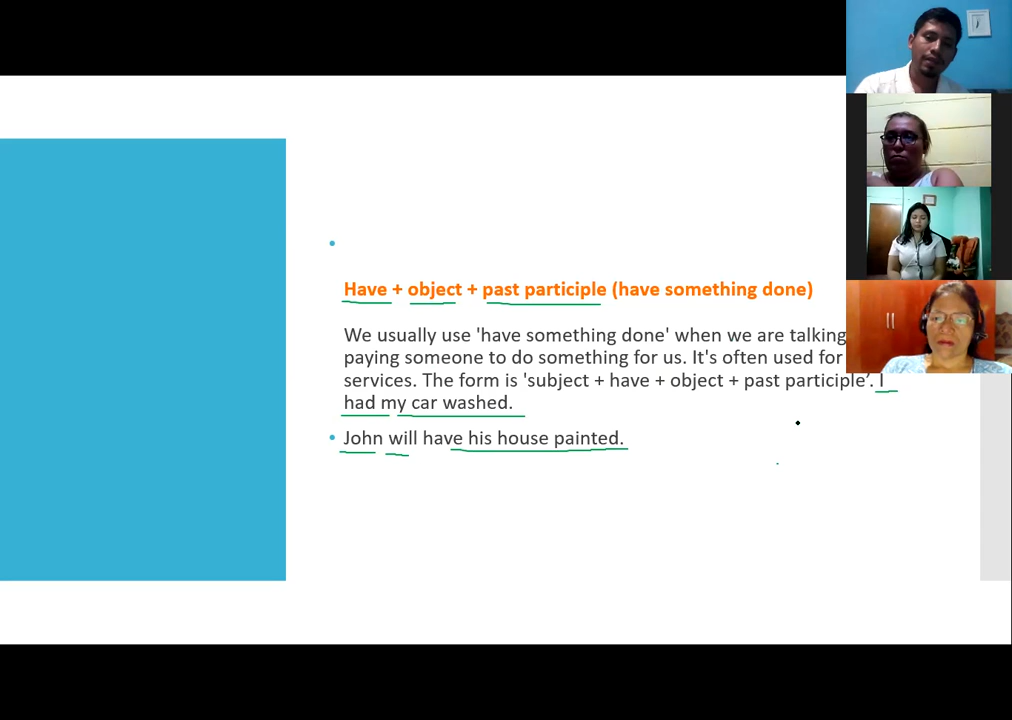 Have + object + past participle (have something done)
We usually use 'have something done' when we are talking
paying someone to do something for us. It's often used for
services. The form is 'subject + have + object + past participle'. I
had my car washed.
• John will have his house painted.